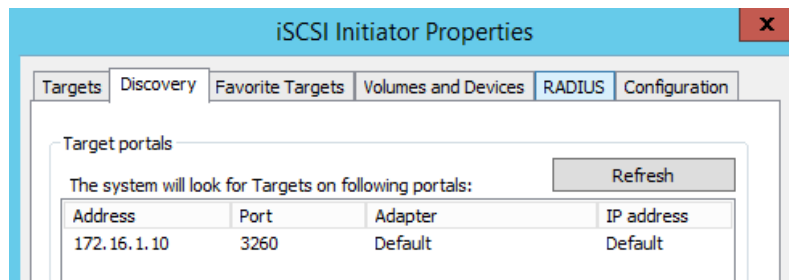 iSCSI Initiator Properties
x
Targets Discovery Favorite Targets Volumes and Devices RADIUS Configuration
Target portals
The system will look for Targets on following portals:
Refresh
Address Port Adapter IP address
172.16.1.10 3260 Default Default